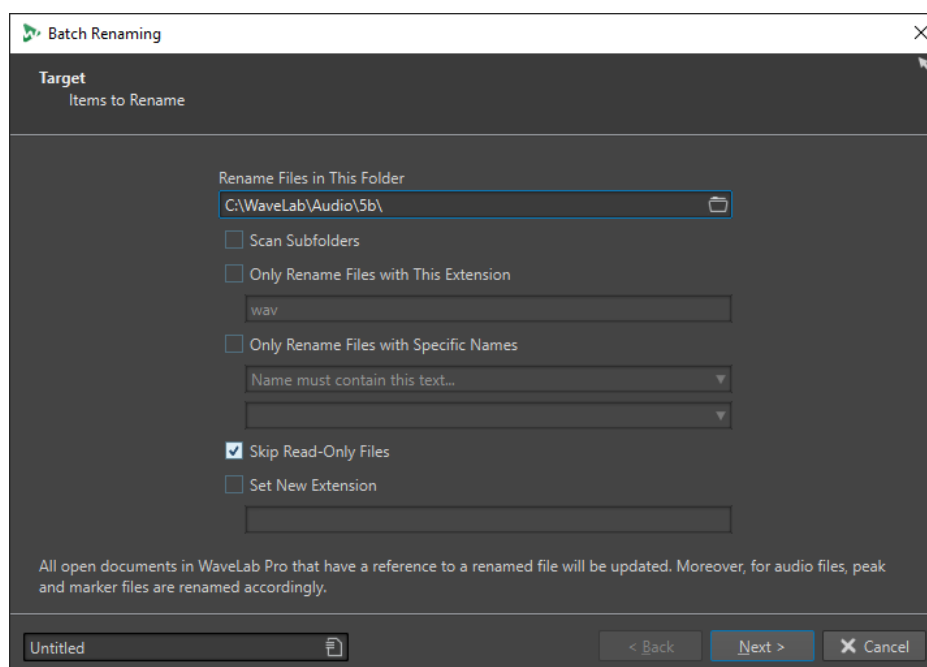 Batch Renaming
Target
Items to Rename
Rename Files in This Folder
C:\WaveLab\Audio\5b\
Scan Subfolders
Only Rename Files with This Extension
wav
Only Rename Files with Specific Names
Name must contain this text...
Skip Read-Only Files
Set New Extension
All open documents in WaveLab Pro that have a reference to a renamed file will be updated. Moreover, for audio files, peak
and marker files are renamed accordingly.
Untitled
< Back
Next >
Cancel